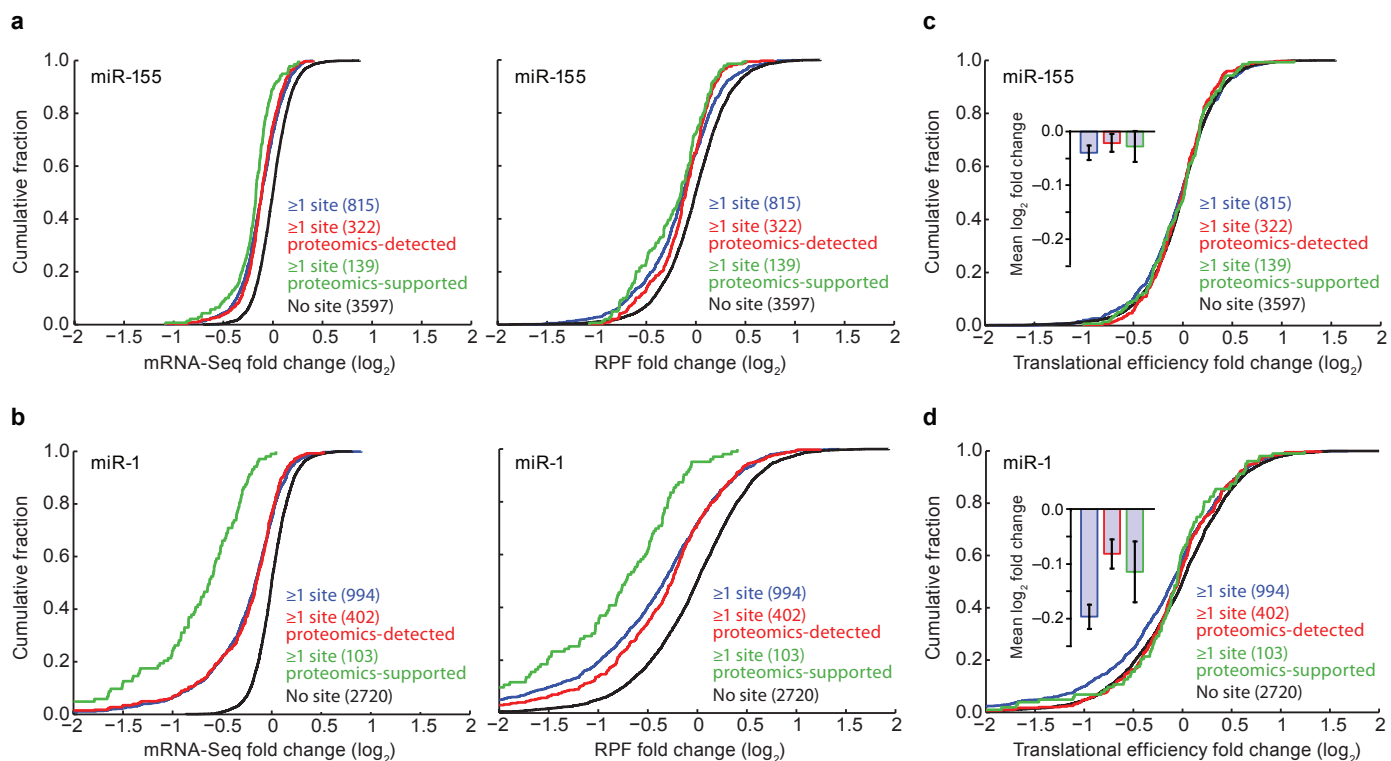 a
miR-155
Cumulative fraction
1.0
0.8
0.6
0.4
0.2
0.0
≥1 site (815)
≥1 site (322)
proteomics-detected
≥1 site (139)
proteomics-supported
No site (3597)
−2 −1.5 −1 −0.5 0 0.5 1 1.5 2
mRNA-Seq fold change (log2)
miR-155
≥1 site (815)
≥1 site (322)
proteomics-detected
≥1 site (139)
proteomics-supported
No site (3597)
−2 −1.5 −1 −0.5 0 0.5 1 1.5 2
RPF fold change (log2)
c
miR-155
Cumulative fraction
1.0
0.8
0.6
0.4
0.2
0.0
Mean log2 fold change
−0.0
−0.1
−0.2
≥1 site (815)
≥1 site (322)
proteomics-detected
≥1 site (139)
proteomics-supported
No site (3597)
−2 −1.5 −1 −0.5 0 0.5 1 1.5 2
Translational efficiency fold change (log2)
b
miR-1
Cumulative fraction
1.0
0.8
0.6
0.4
0.2
0.0
≥1 site (994)
≥1 site (402)
proteomics-detected
≥1 site (103)
proteomics-supported
No site (2720)
−2 −1.5 −1 −0.5 0 0.5 1 1.5 2
mRNA-Seq fold change (log2)
miR-1
≥1 site (994)
≥1 site (402)
proteomics-detected
≥1 site (103)
proteomics-supported
No site (2720)
−2 −1.5 −1 −0.5 0 0.5 1 1.5 2
RPF fold change (log2)
d
miR-1
Cumulative fraction
1.0
0.8
0.6
0.4
0.2
0.0
Mean log2 fold change
−0.0
−0.1
−0.2
≥1 site (994)
≥1 site (402)
proteomics-detected
≥1 site (103)
proteomics-supported
No site (2720)
−2 −1.5 −1 −0.5 0 0.5 1 1.5 2
Translational efficiency fold change (log2)